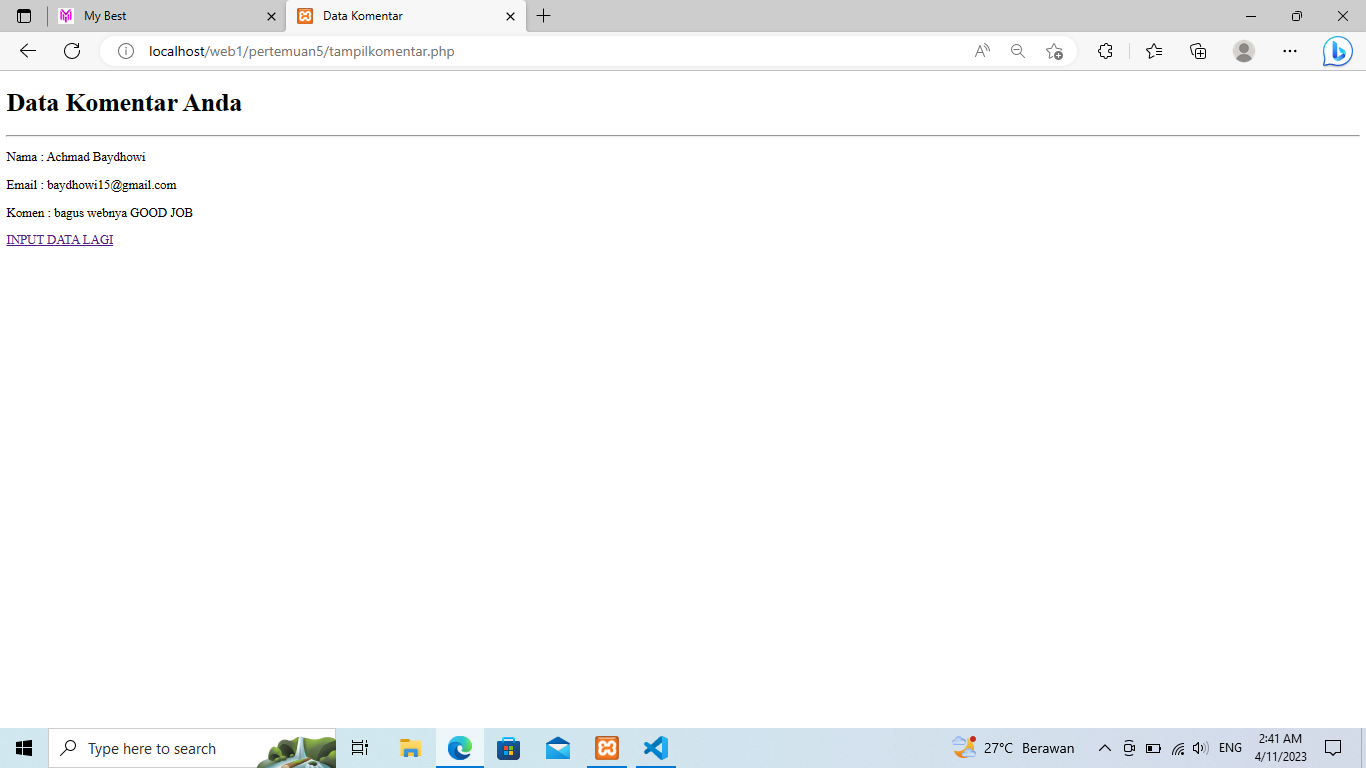 My Best
Data Komentar
localhost/web1/pertemuan5/tampilkomentar.php
Data Komentar Anda
Nama : Achmad Baydhowi
Email : baydhowi15@gmail.com
Komen : bagus webnya GOOD JOB
INPUT DATA LAGI
Type here to search
27°C Berawan
ENG
2:41 AM
4/11/2023